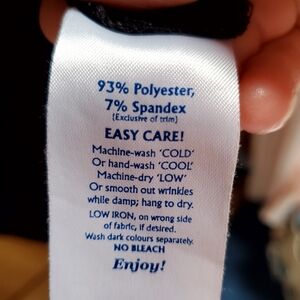 93% Polyester,
7% Spandex
(Exclusive of trim)
EASY CARE!
Machine-wash 'COLD'
Or hand-wash 'COOL'
Machine-dry 'LOW'
Or smooth out wrinkles
while damp; hang to dry.
LOW IRON, on wrong side
of fabric, if desired.
Wash dark colours separately.
NO BLEACH
Enjoy!